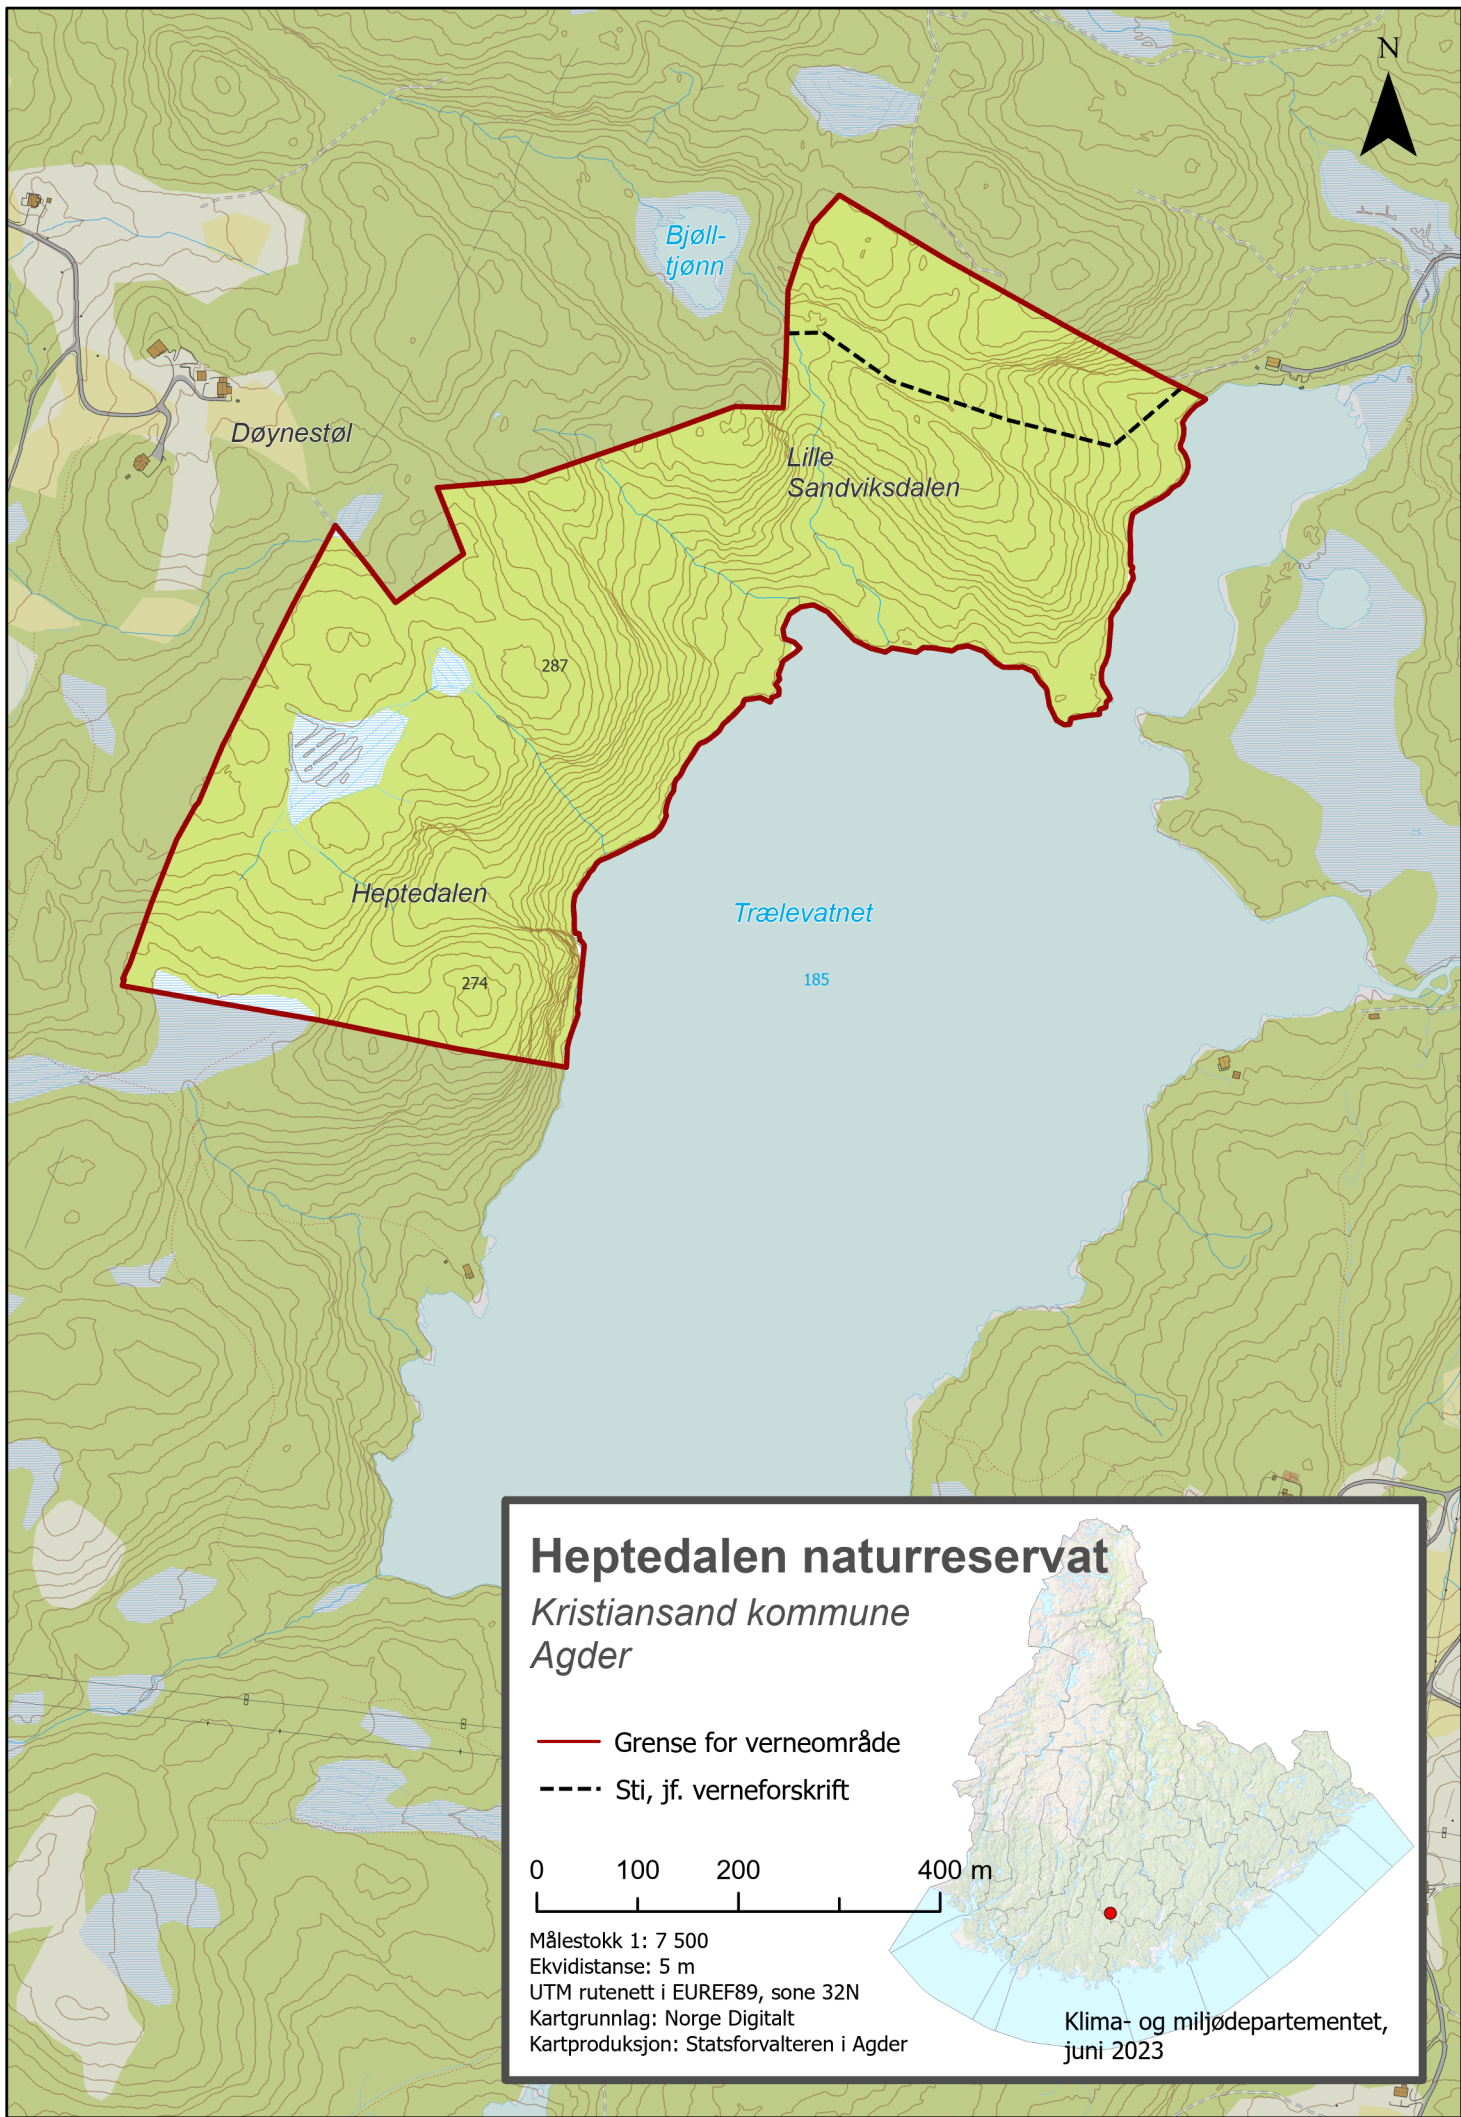 N
Bjøll-
tjønn
Døynestøl
Lille
Sandviksdalen
287
Heptedalen
Trælevatnet
274
185
Heptedalen naturreservat
Kristiansand kommune
Agder
Grense for verneområde
Sti, jf. verneforskrift
0 100 200 400 m
Målestokk 1: 7 500
Ekvidistanse: 5 m
UTM rutenett i EUREF89, sone 32N
Kartgrunnlag: Norge Digitalt
Kartproduksjon: Statsforvalteren i Agder
Klima- og miljødepartementet,
juni 2023